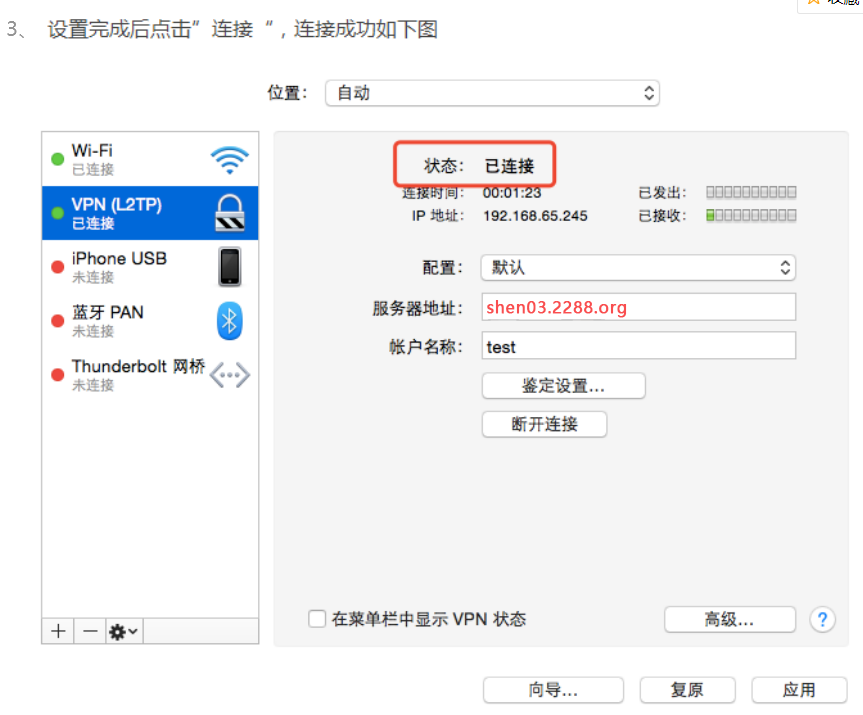 收藏
3、 设置完成后点击”连接“，连接成功如下图
位置： 自动
Wi-Fi
已连接
VPN (L2TP)
已连接
iPhone USB
未连接
蓝牙 PAN
未连接
Thunderbolt 网桥
未连接
状态： 已连接
连接时间： 00:01:23 已发出：
IP 地址： 192.168.65.245 已接收：
配置： 默认
服务器地址： shen03.2288.org
帐户名称： test
鉴定设置...
断开连接
在菜单栏中显示 VPN 状态 高级... ?
向导... 复原 应用